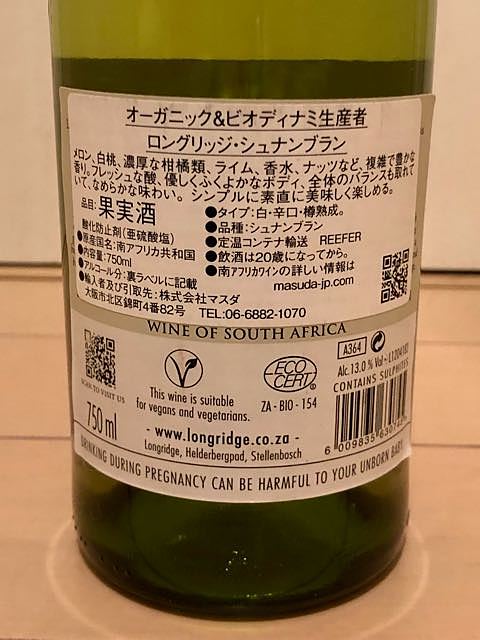 オーガニック&ビオディナミ生産者
ロングリッジ・シュナンブラン
メロン、白桃、濃厚な柑橘類、ライム、香水、ナッツなど、複雑で豊かな
香り。フレッシュな酸、優しくふくよかなボディ、全体のバランスも取れて
いて、なめらかな味わい。シンプルに素直に美味しく楽しめる。
品目:果実酒
酸化防止剤(亜硫酸塩)
●原産国名:南アフリカ共和国
●内容量:750ml
●アルコール分:裏ラベルに記載
●輸入者及び引取先:株式会社マスダ
大阪市北区錦町4番82号 TEL:06-6882-1070
●タイプ:白・辛口・樽熟成。
●品種:シュナンブラン
●定温コンテナ輸送 REEFER
●飲酒は20歳になってから。
●南アフリカワインの詳しい情報は
masuda-jp.com
WINE OF SOUTH AFRICA
SCAN TO VISIT US
750 ml
This wine is suitable
for vegans and vegetarians.
ECO
CERT
ZA - BIO - 154
A364
Alc. 13.0 % Vol
CONTAINS SULPHITES
- www.longridge.co.za -
Longridge, Helderbergpad, Stellenbosch
DRINKING DURING PREGNANCY CAN BE HARMFUL TO YOUR UNBORN BABY.